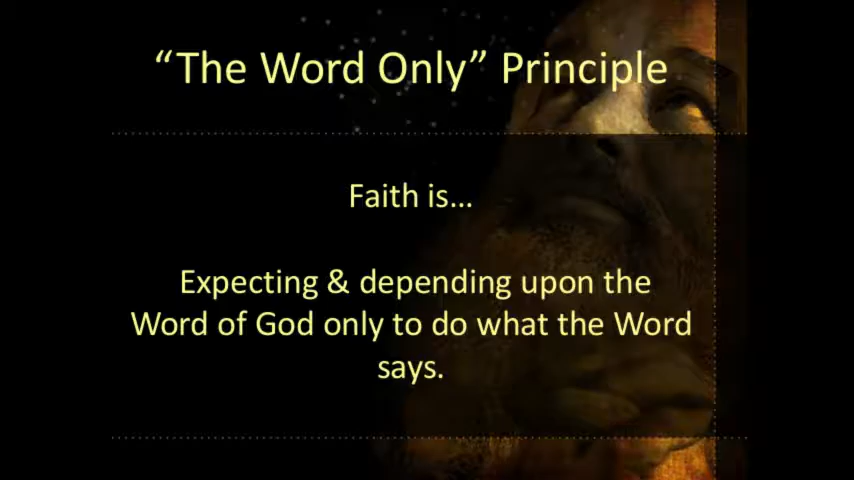 “The Word Only” Principle
Faith is…
Expecting & depending upon the
Word of God only to do what the Word
says.